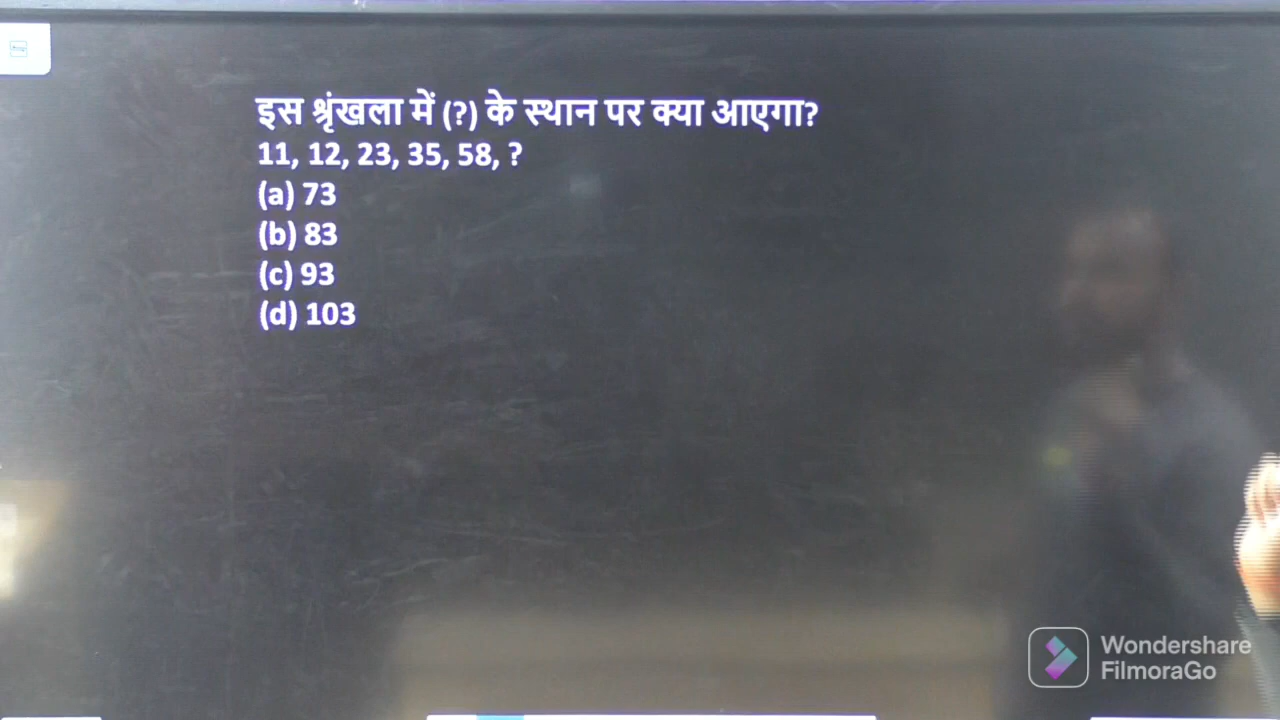 इस श्रृंखला में (?) के स्थान पर क्या आएगा?
11, 12, 23, 35, 58, ?
(a) 73
(b) 83
(c) 93
(d) 103
Wondershare
FilmoraGo